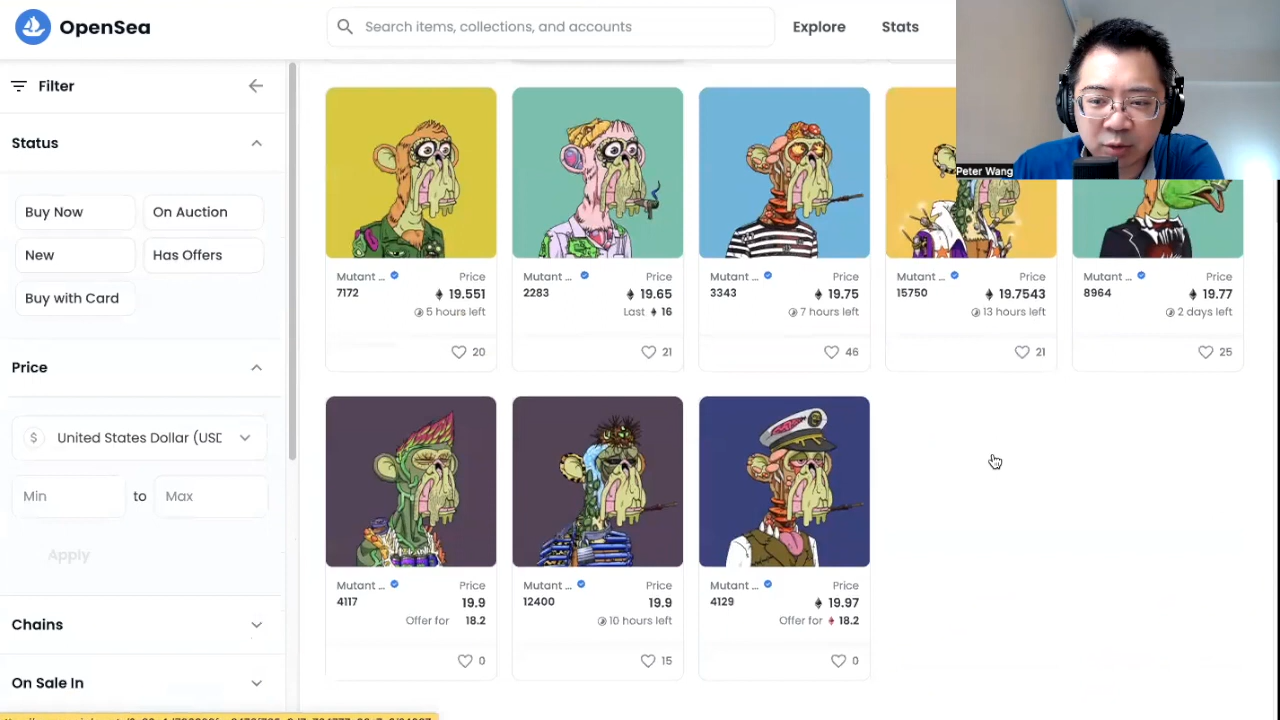 OpenSea
Search items, collections, and accounts
Explore
Stats
Peter Wang
Filter
Status
Buy Now
On Auction
New
Has Offers
Buy with Card
Price
$ United States Dollar (USD
Min
to
Max
Apply
Chains
On Sale In
Mutant ... Price
7172 19.551
5 hours left
20
Mutant ... Price
2283 19.65
Last 16
21
Mutant ... Price
3343 19.75
7 hours left
46
Mutant ... Price
15750 19.7543
13 hours left
21
Mutant ... Price
8964 19.77
2 days left
25
Mutant ... Price
4117 19.9
Offer for 18.2
0
Mutant ... Price
12400 19.9
10 hours left
15
Mutant ... Price
4129 19.97
Offer for 18.2
0